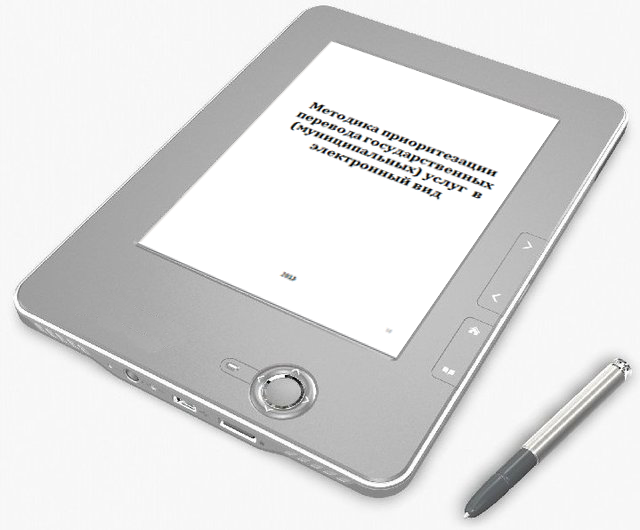 Методика приоритезации
перевода государственных
(муниципальных) услуг в
электронный вид
2013